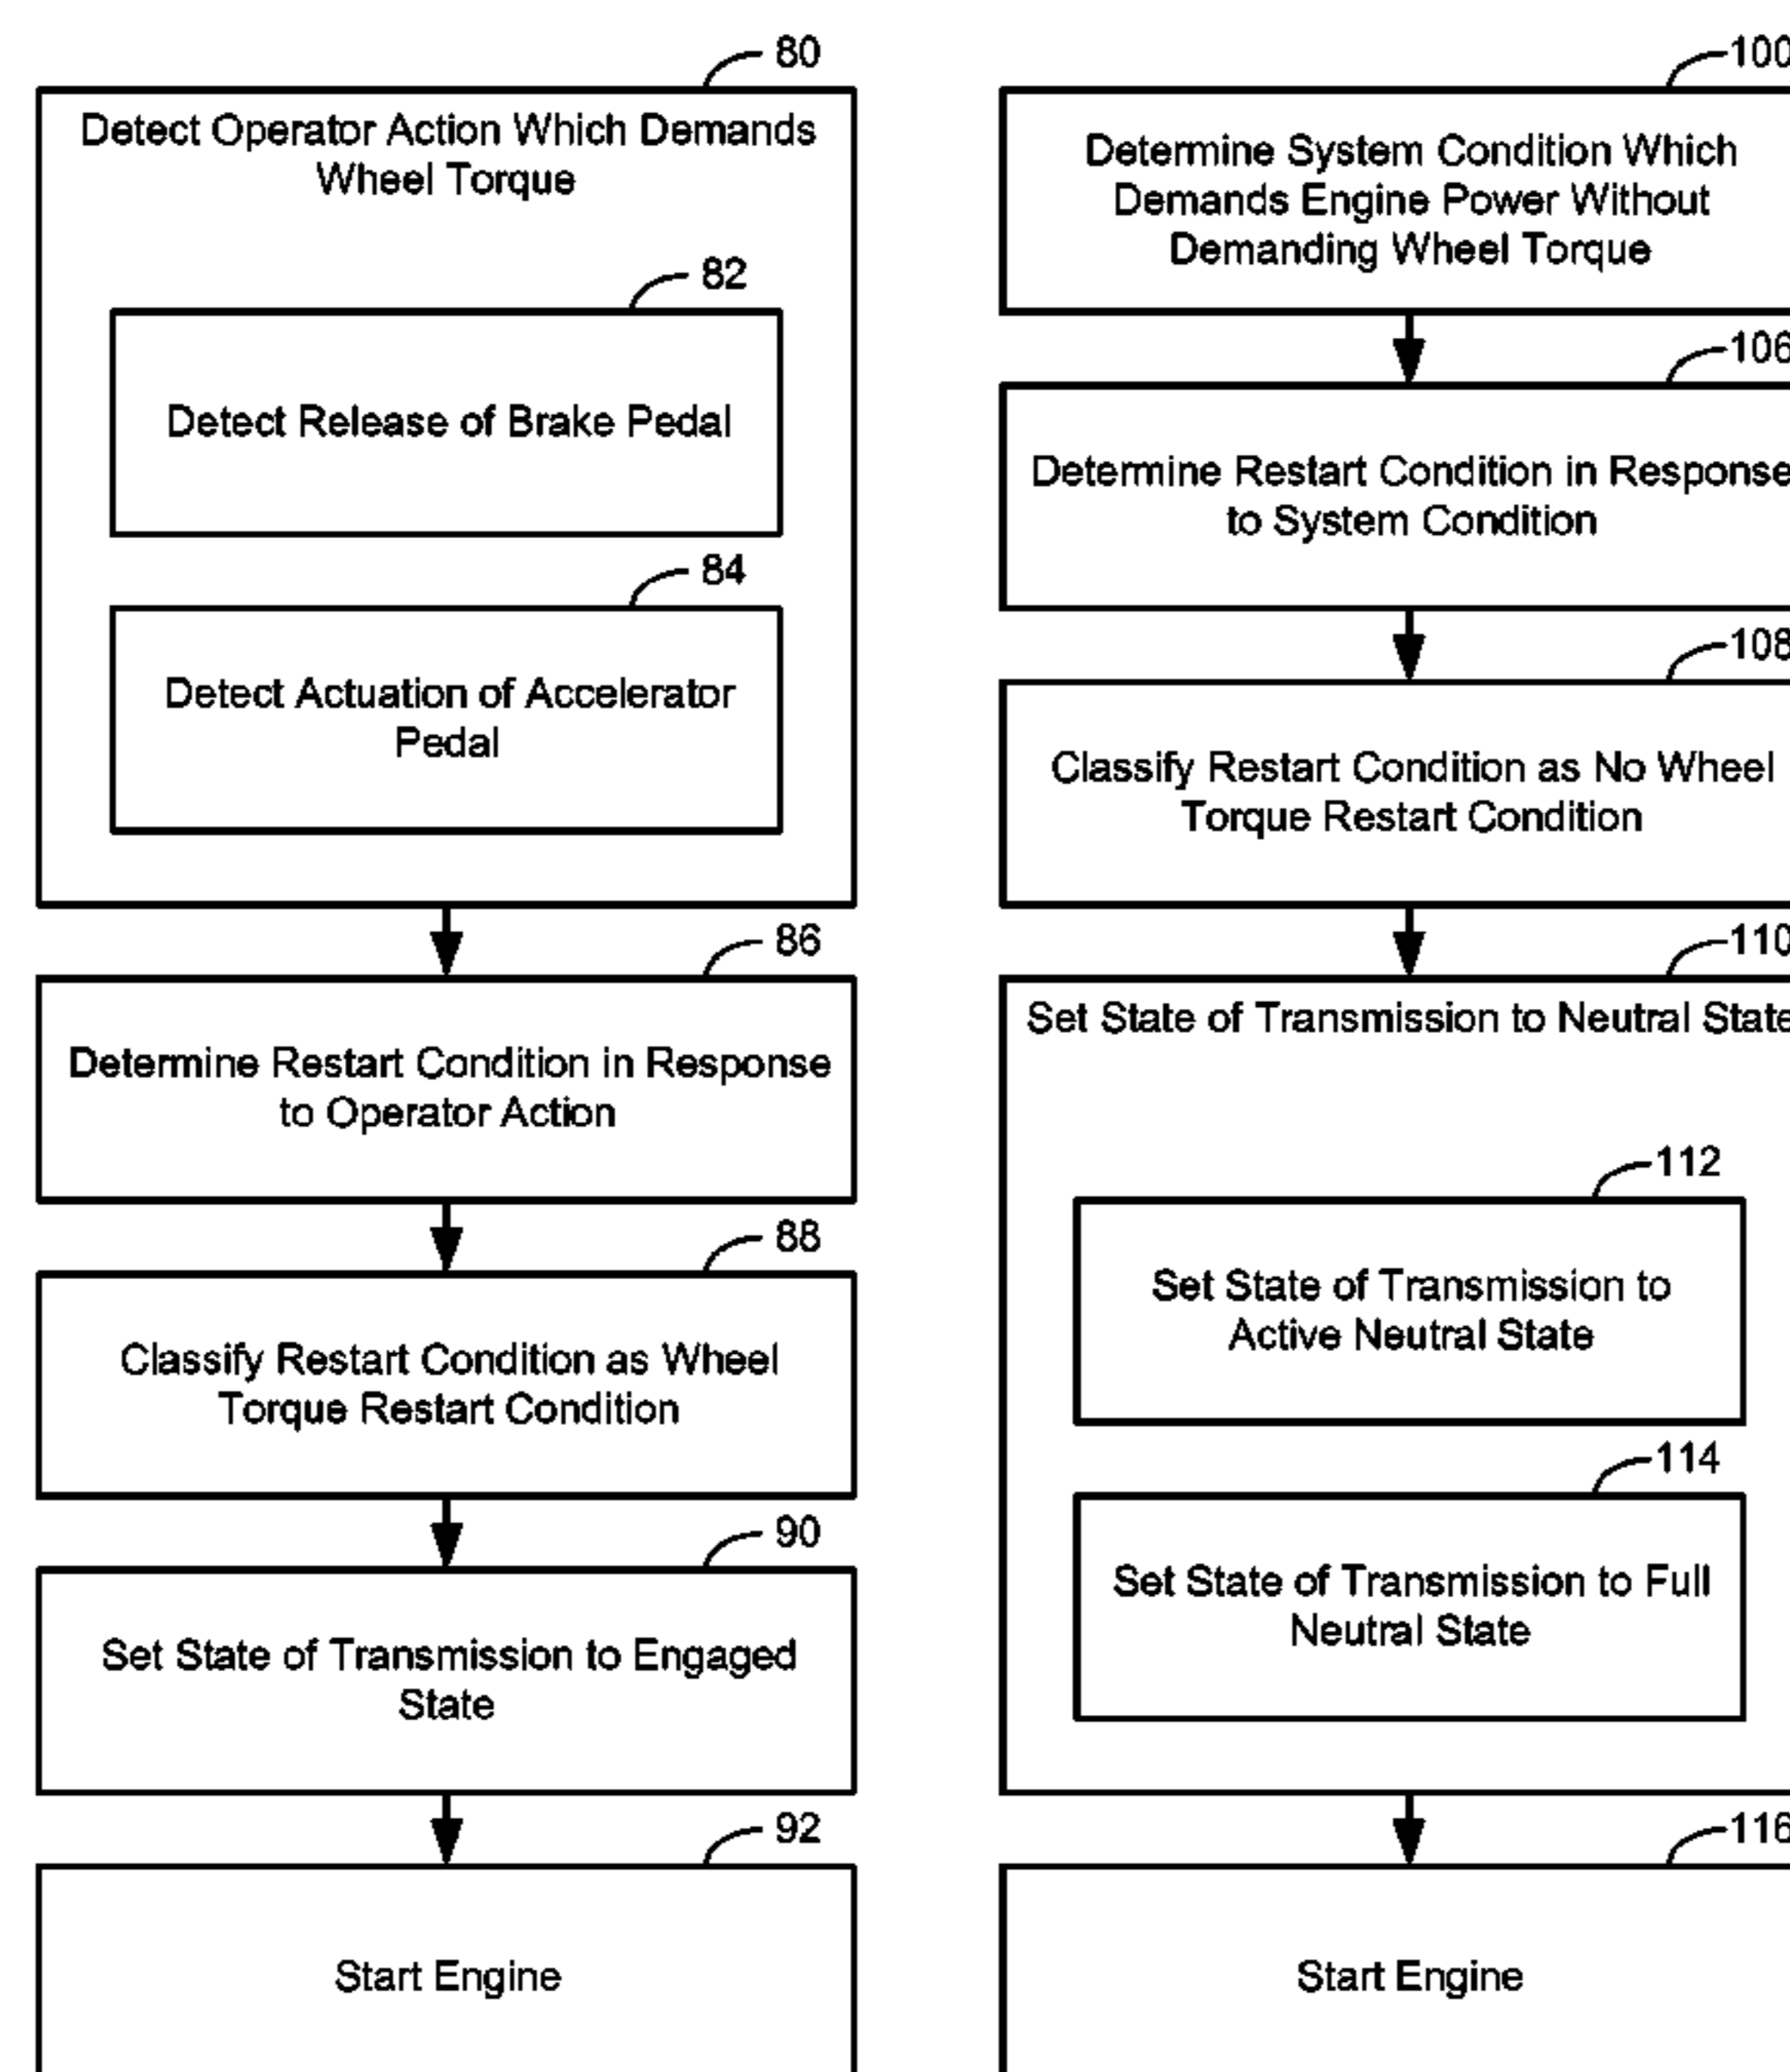 80
Detect Operator Action Which Demands
Wheel Torque
82
Detect Release of Brake Pedal
84
Detect Actuation of Accelerator
Pedal
86
Determine Restart Condition in Response
to Operator Action
88
Classify Restart Condition as Wheel
Torque Restart Condition
90
Set State of Transmission to Engaged
State
92
Start Engine
100
Determine System Condition Which
Demands Engine Power Without
Demanding Wheel Torque
106
Determine Restart Condition in Response
to System Condition
108
Classify Restart Condition as No Wheel
Torque Restart Condition
110
Set State of Transmission to Neutral State
112
Set State of Transmission to
Active Neutral State
114
Set State of Transmission to Full
Neutral State
116
Start Engine